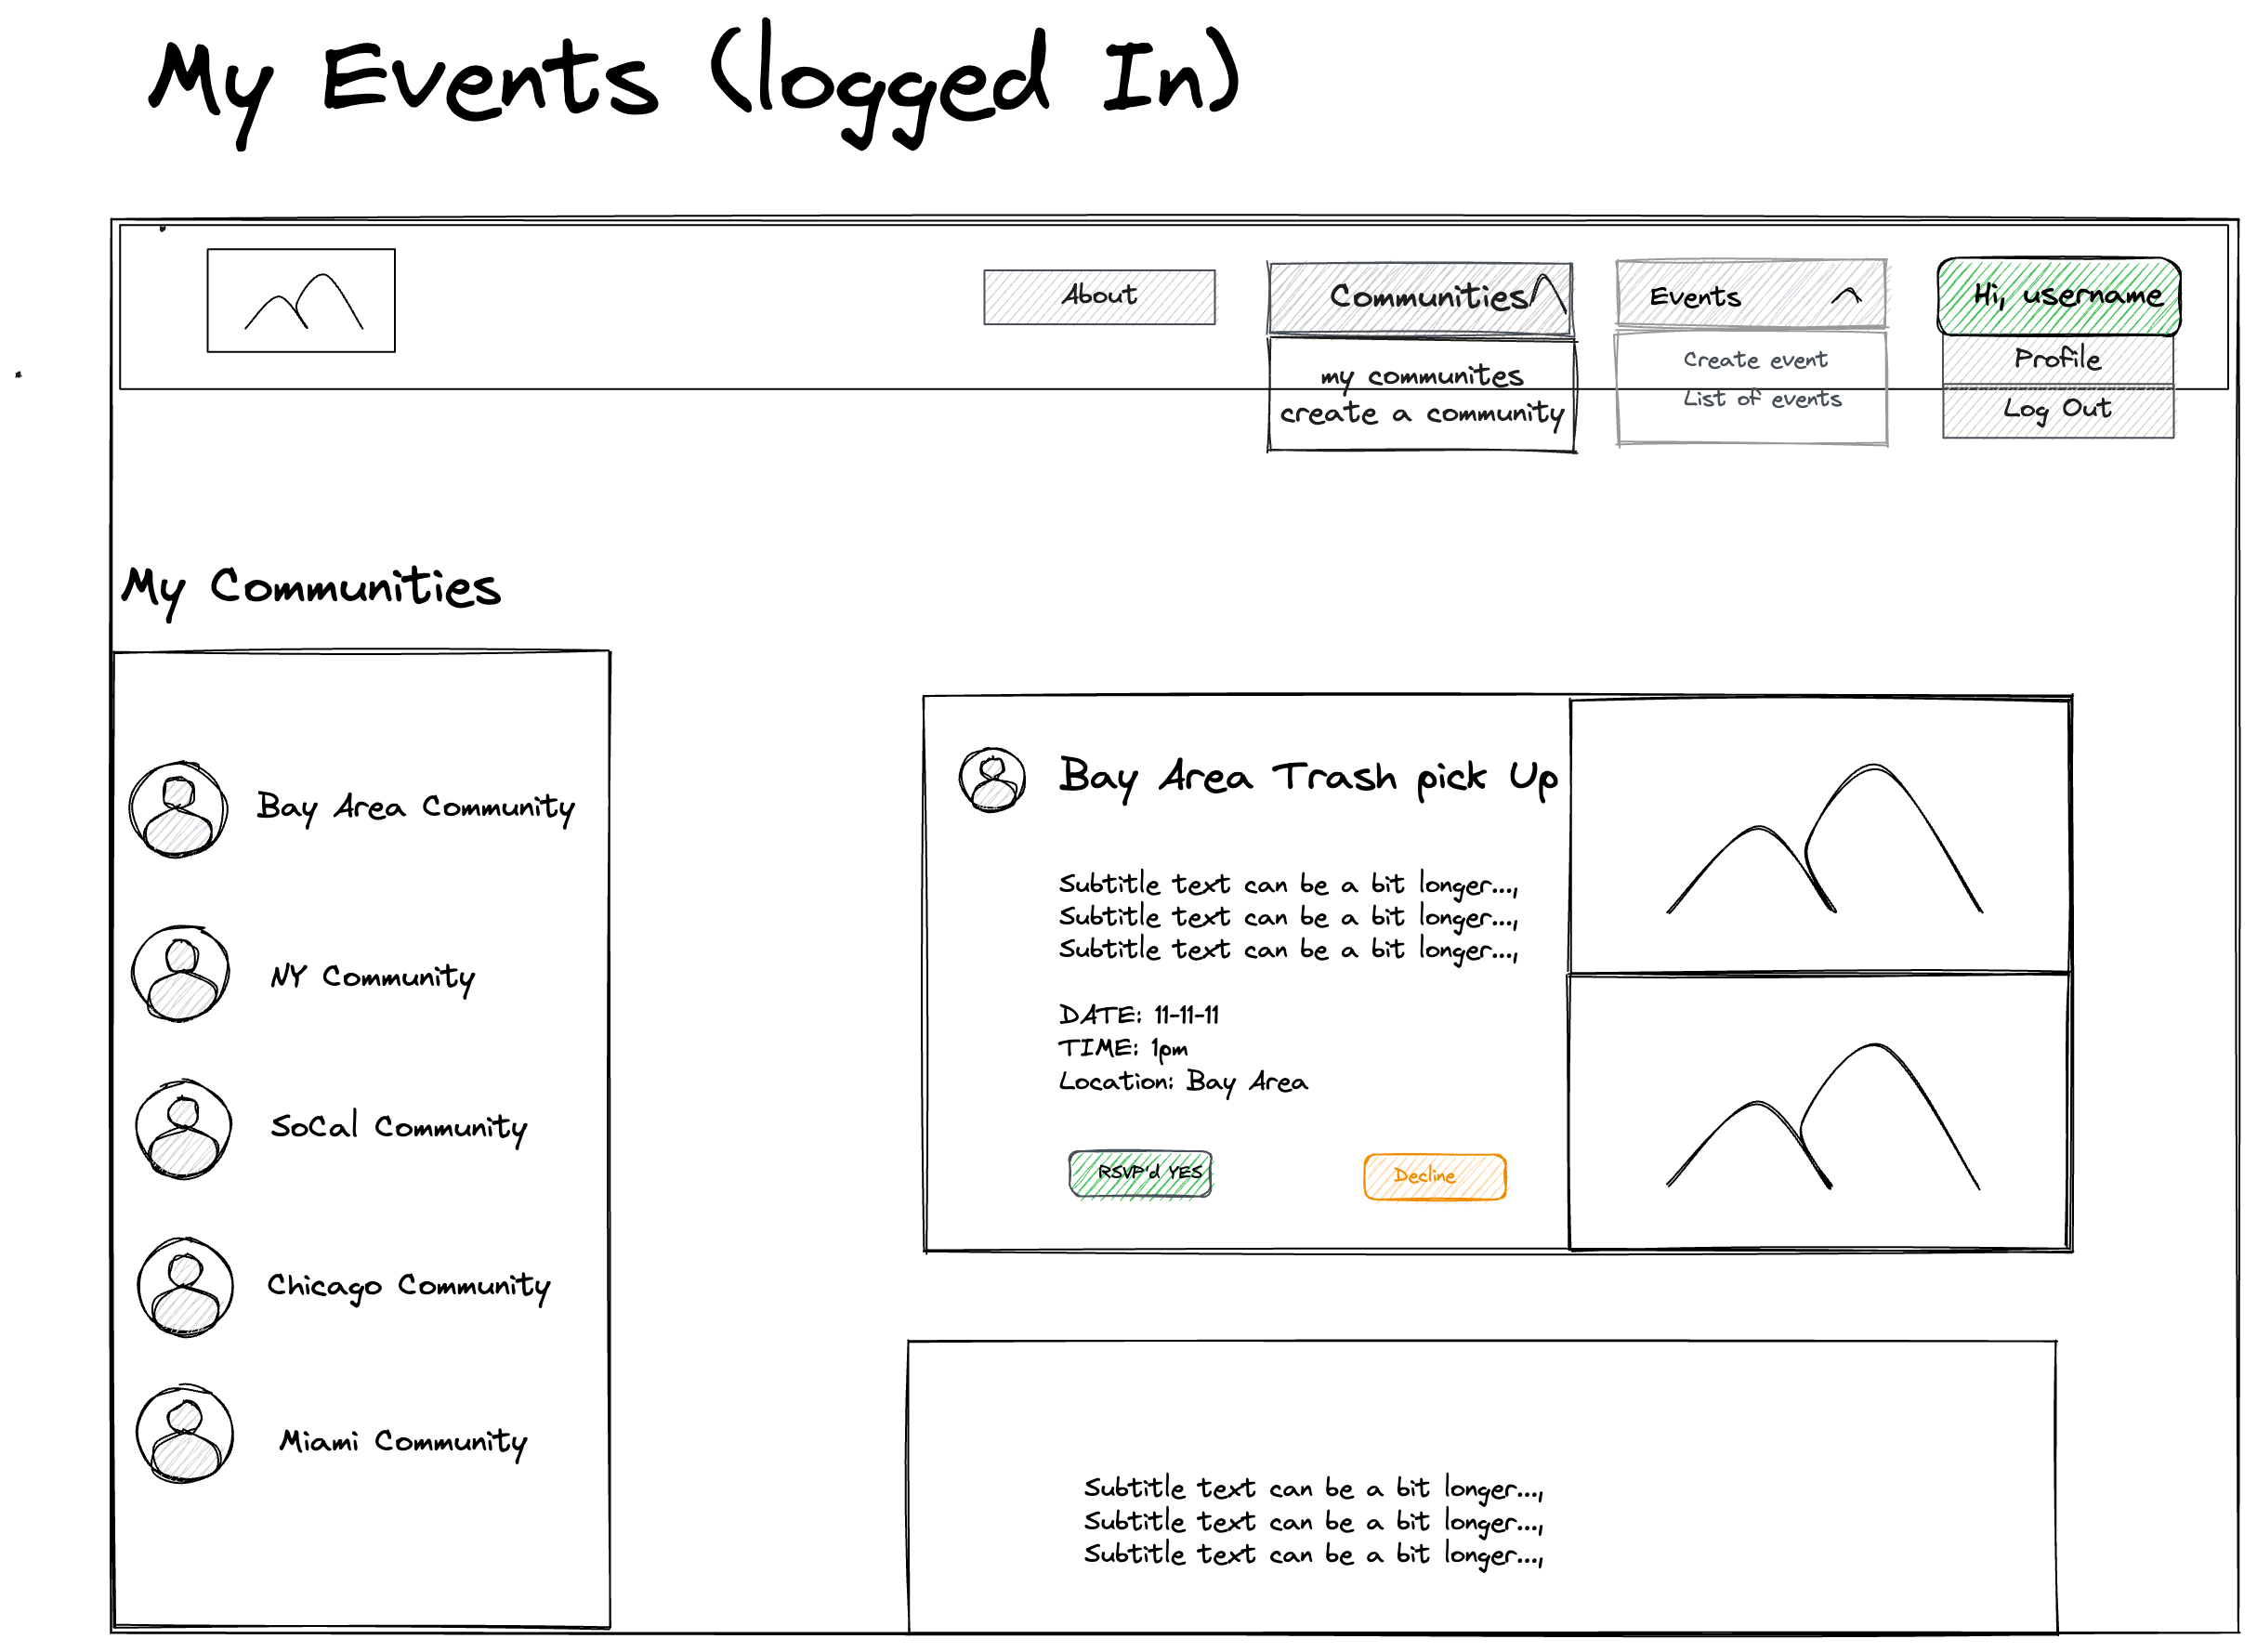 My Events (logged In)
About
Communities
my communites
create a community
Events
Create event
List of events
Hi, username
Profile
Log Out
My Communities
Bay Area Community
NY Community
SoCal Community
Chicago Community
Miami Community
Bay Area Trash pick Up
Subtitle text can be a bit longer...,
Subtitle text can be a bit longer...,
Subtitle text can be a bit longer...,
DATE: 11-11-11
TIME: 1pm
Location: Bay Area
RSVP'd YES
Decline
Subtitle text can be a bit longer...,
Subtitle text can be a bit longer...,
Subtitle text can be a bit longer...,